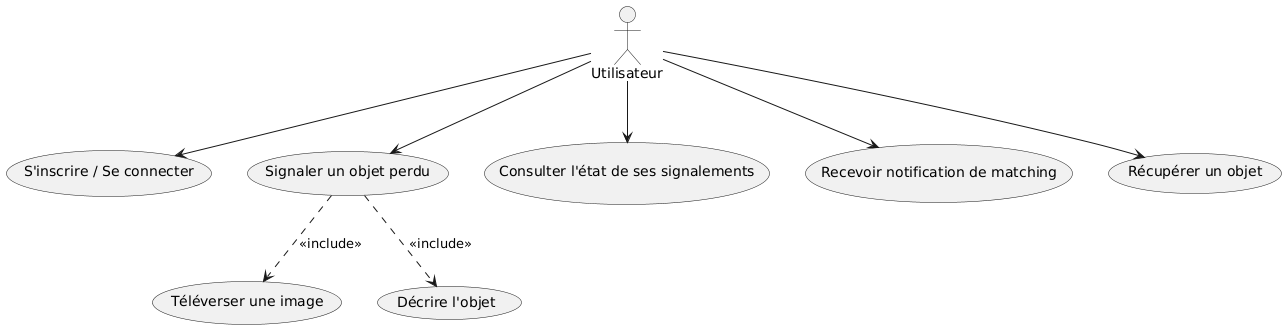 Utilisateur
S'inscrire / Se connecter
Signaler un objet perdu
Consulter l'état de ses signalements
Recevoir notification de matching
Récupérer un objet
«include»
«include»
Téléverser une image
Décrire l'objet